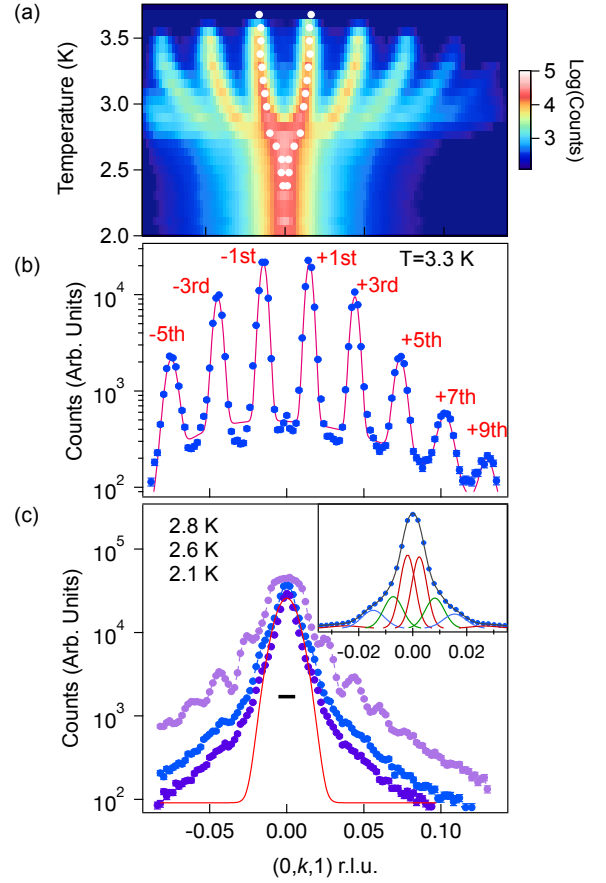 (a)
Temperature (K)
3.5
3.0
2.5
2.0
5
4
3
Log(Counts)
(b)
Counts (Arb. Units)
10^4
10^3
10^2
-5th
-3rd
-1st
+1st
+3rd
+5th
+7th
+9th
T=3.3 K
(c)
Counts (Arb. Units)
10^5
10^4
10^3
10^2
2.8 K
2.6 K
2.1 K
-0.02 0.00 0.02
-0.05 0.00 0.05 0.10
(0,k,1) r.l.u.